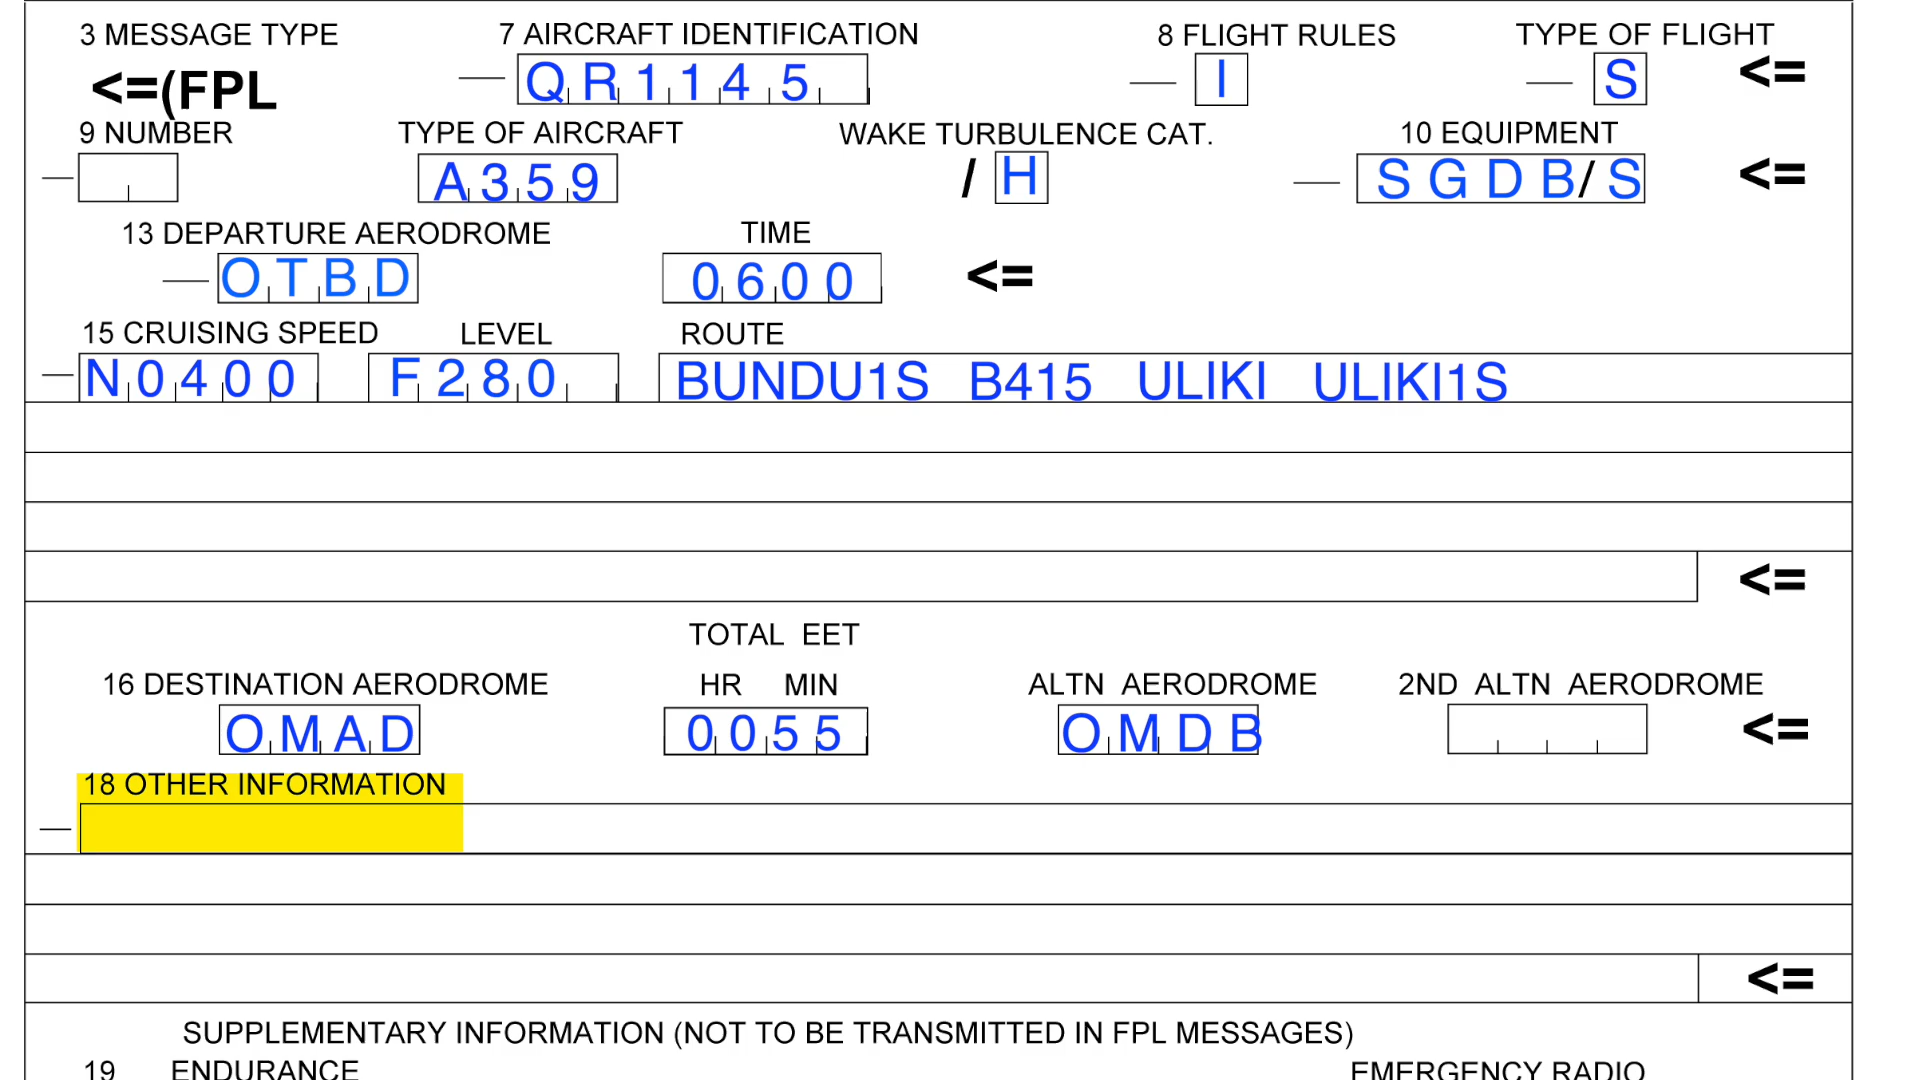 3 MESSAGE TYPE 7 AIRCRAFT IDENTIFICATION 8 FLIGHT RULES TYPE OF FLIGHT
<=(FPL — QR1145 — I — S <=
9 NUMBER TYPE OF AIRCRAFT WAKE TURBULENCE CAT. 10 EQUIPMENT
— A359 / H — SGDB/S <=
13 DEPARTURE AERODROME TIME
— OTBD 0600 <=
15 CRUISING SPEED LEVEL ROUTE
— N0400 F280 BUNDU1S B415 ULIKI ULIKI1S
<=
TOTAL EET
16 DESTINATION AERODROME HR MIN ALTN AERODROME 2ND ALTN AERODROME
OMAD 0055 OMDB <=
18 OTHER INFORMATION
—
<=
SUPPLEMENTARY INFORMATION (NOT TO BE TRANSMITTED IN FPL MESSAGES)
19 ENDURANCE EMERGENCY RADIO